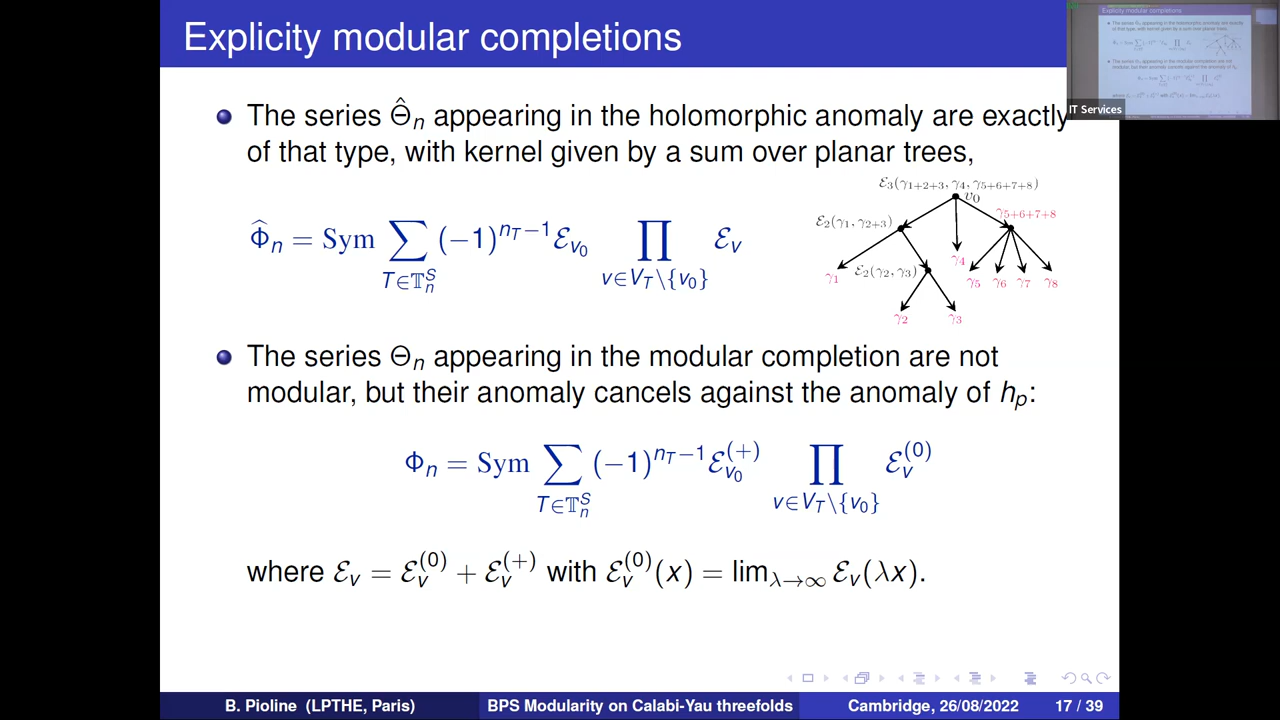 Explicity modular completions
The series Θ̂ₙ appearing in the holomorphic anomaly are exactly
of that type, with kernel given by a sum over planar trees,
Φ̂ₙ = Sym ∑_{T∈𝕋ₙˢ} (−1)^{n_T−1} ℰ_{v₀} ∏_{v∈V_T\{v₀}} ℰ_v
ℰ₃(γ₁₊₂₊₃, γ₄, γ₅₊₆₊₇₊₈)
v₀
ℰ₂(γ₁, γ₂₊₃)
γ₅₊₆₊₇₊₈
γ₁
ℰ₂(γ₂, γ₃)
γ₄
γ₅ γ₆ γ₇ γ₈
γ₂ γ₃
The series Θₙ appearing in the modular completion are not
modular, but their anomaly cancels against the anomaly of hₚ:
Φₙ = Sym ∑_{T∈𝕋ₙˢ} (−1)^{n_T−1} ℰ_{v₀}^{(+)} ∏_{v∈V_T\{v₀}} ℰ_v^{(0)}
where ℰ_v = ℰ_v^{(0)} + ℰ_v^{(+)} with ℰ_v^{(0)}(x) = lim_{λ→∞} ℰ_v(λx).
B. Pioline (LPTHE, Paris) BPS Modularity on Calabi-Yau threefolds Cambridge, 26/08/2022 17 / 39
IT Services